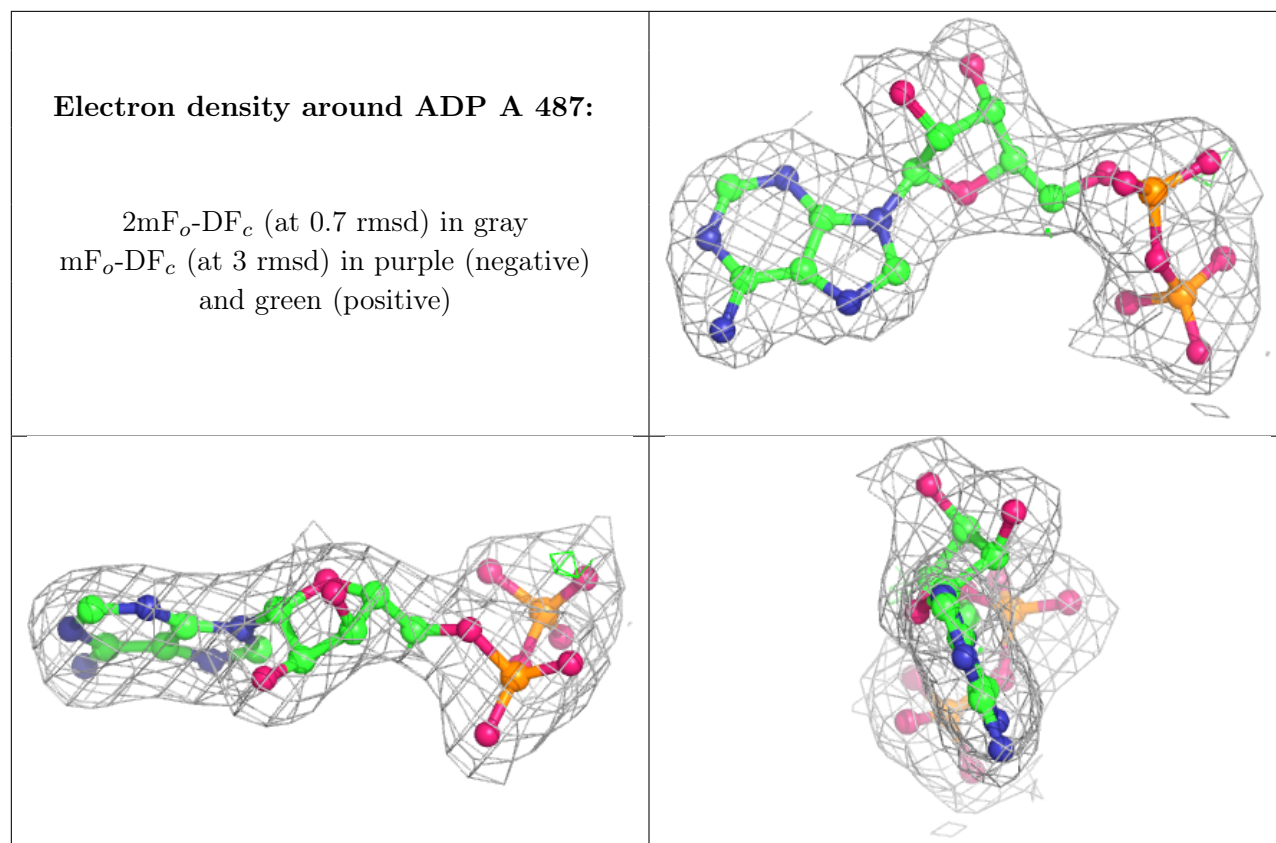 Electron density around ADP A 487:
2mFo-DFc (at 0.7 rmsd) in gray
mFo-DFc (at 3 rmsd) in purple (negative)
and green (positive)